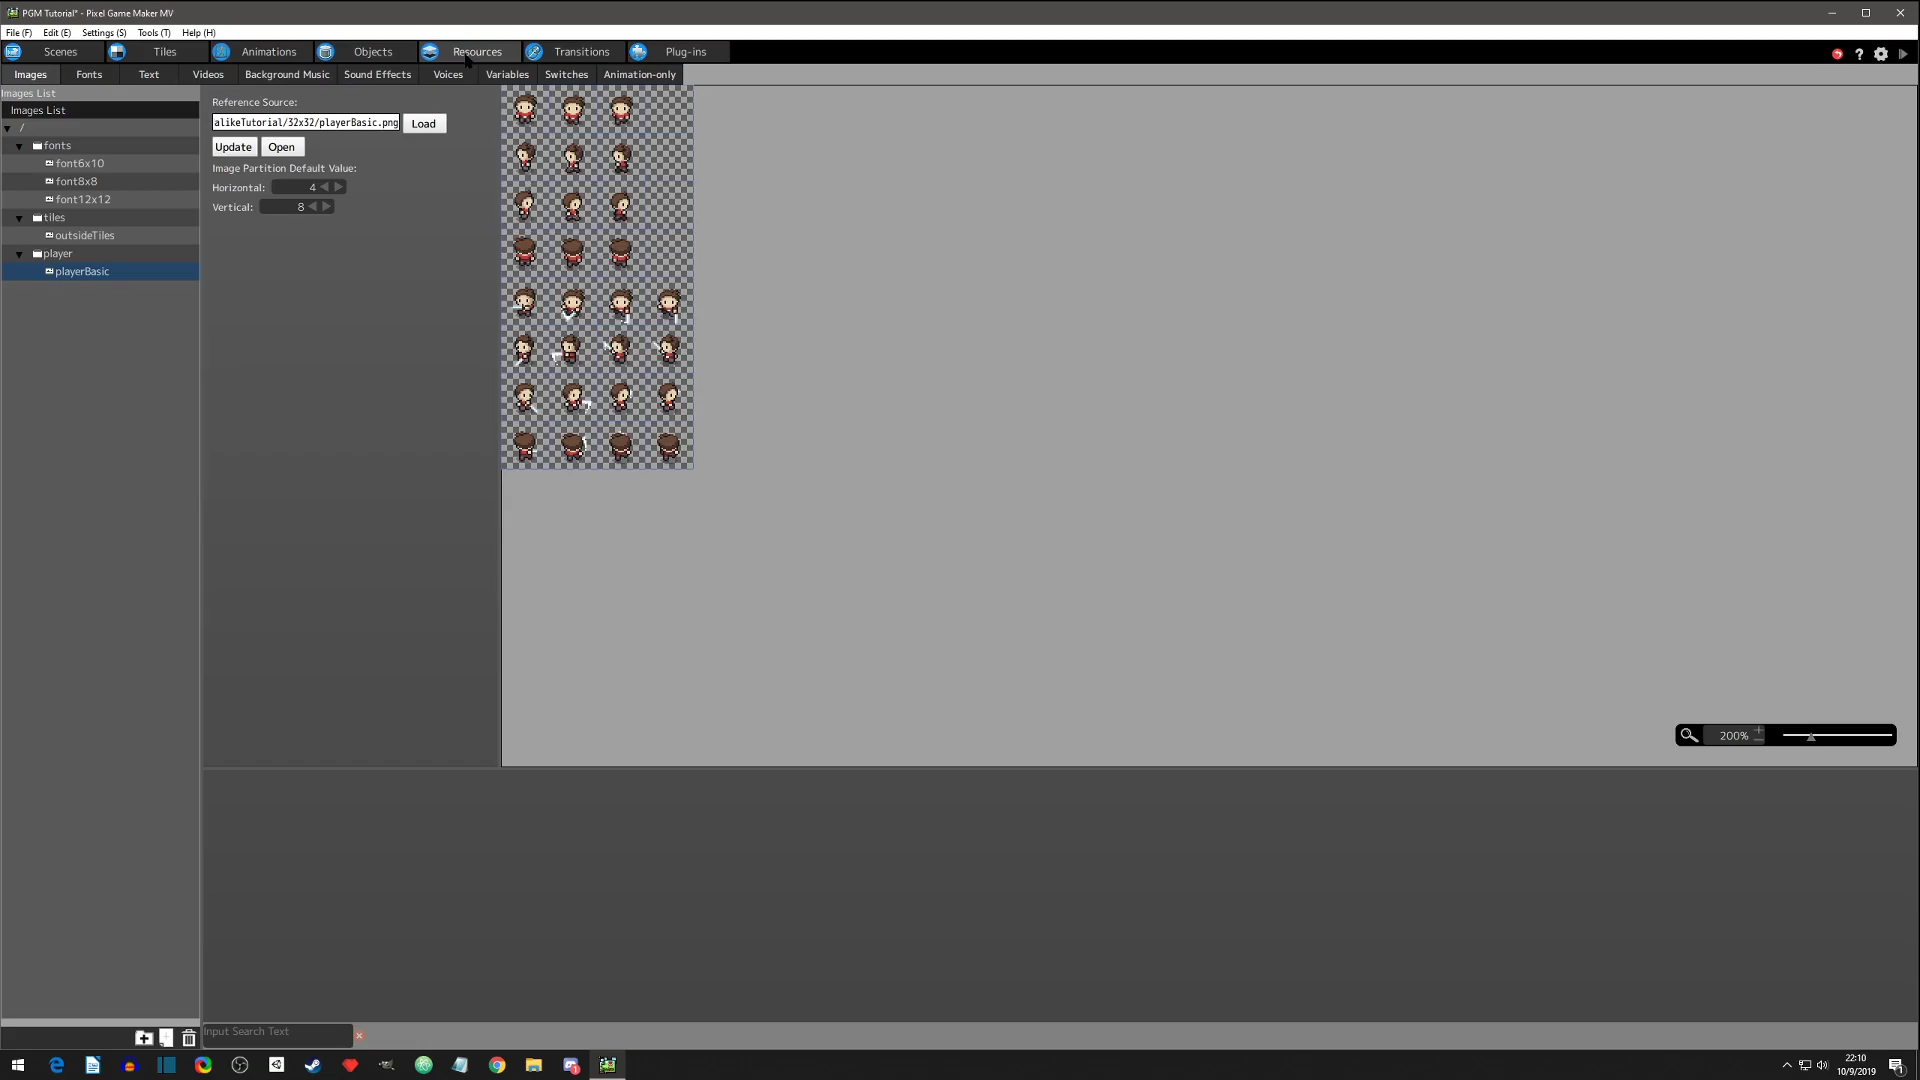 PGM Tutorial* - Pixel Game Maker MV
File (F) Edit (E) Settings (S) Tools (T) Help (H)
Scenes Tiles Animations Objects Resources Transitions Plug-ins
Images Fonts Text Videos Background Music Sound Effects Voices Variables Switches Animation-only
Images List
Images List
/
fonts
font6x10
font8x8
font12x12
tiles
outsideTiles
player
playerBasic
Reference Source:
alikeTutorial/32x32/playerBasic.png Load
Update Open
Image Partition Default Value:
Horizontal: 4
Vertical: 8
200%
Input Search Text
22:10
10/9/2019